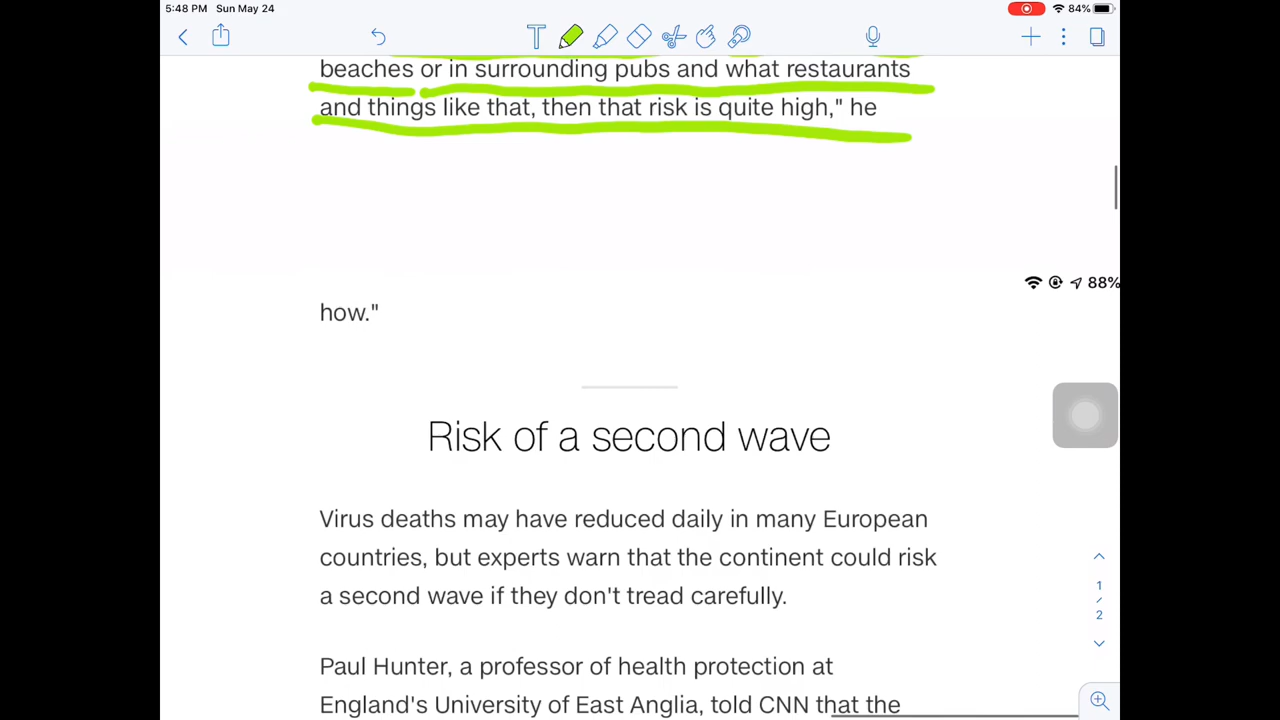 5:48 PM Sun May 24
84%
T
beaches or in surrounding pubs and what restaurants
and things like that, then that risk is quite high," he
88%
how."
Risk of a second wave
Virus deaths may have reduced daily in many European
countries, but experts warn that the continent could risk
a second wave if they don't tread carefully.
1
/
2
Paul Hunter, a professor of health protection at
England's University of East Anglia, told CNN that the